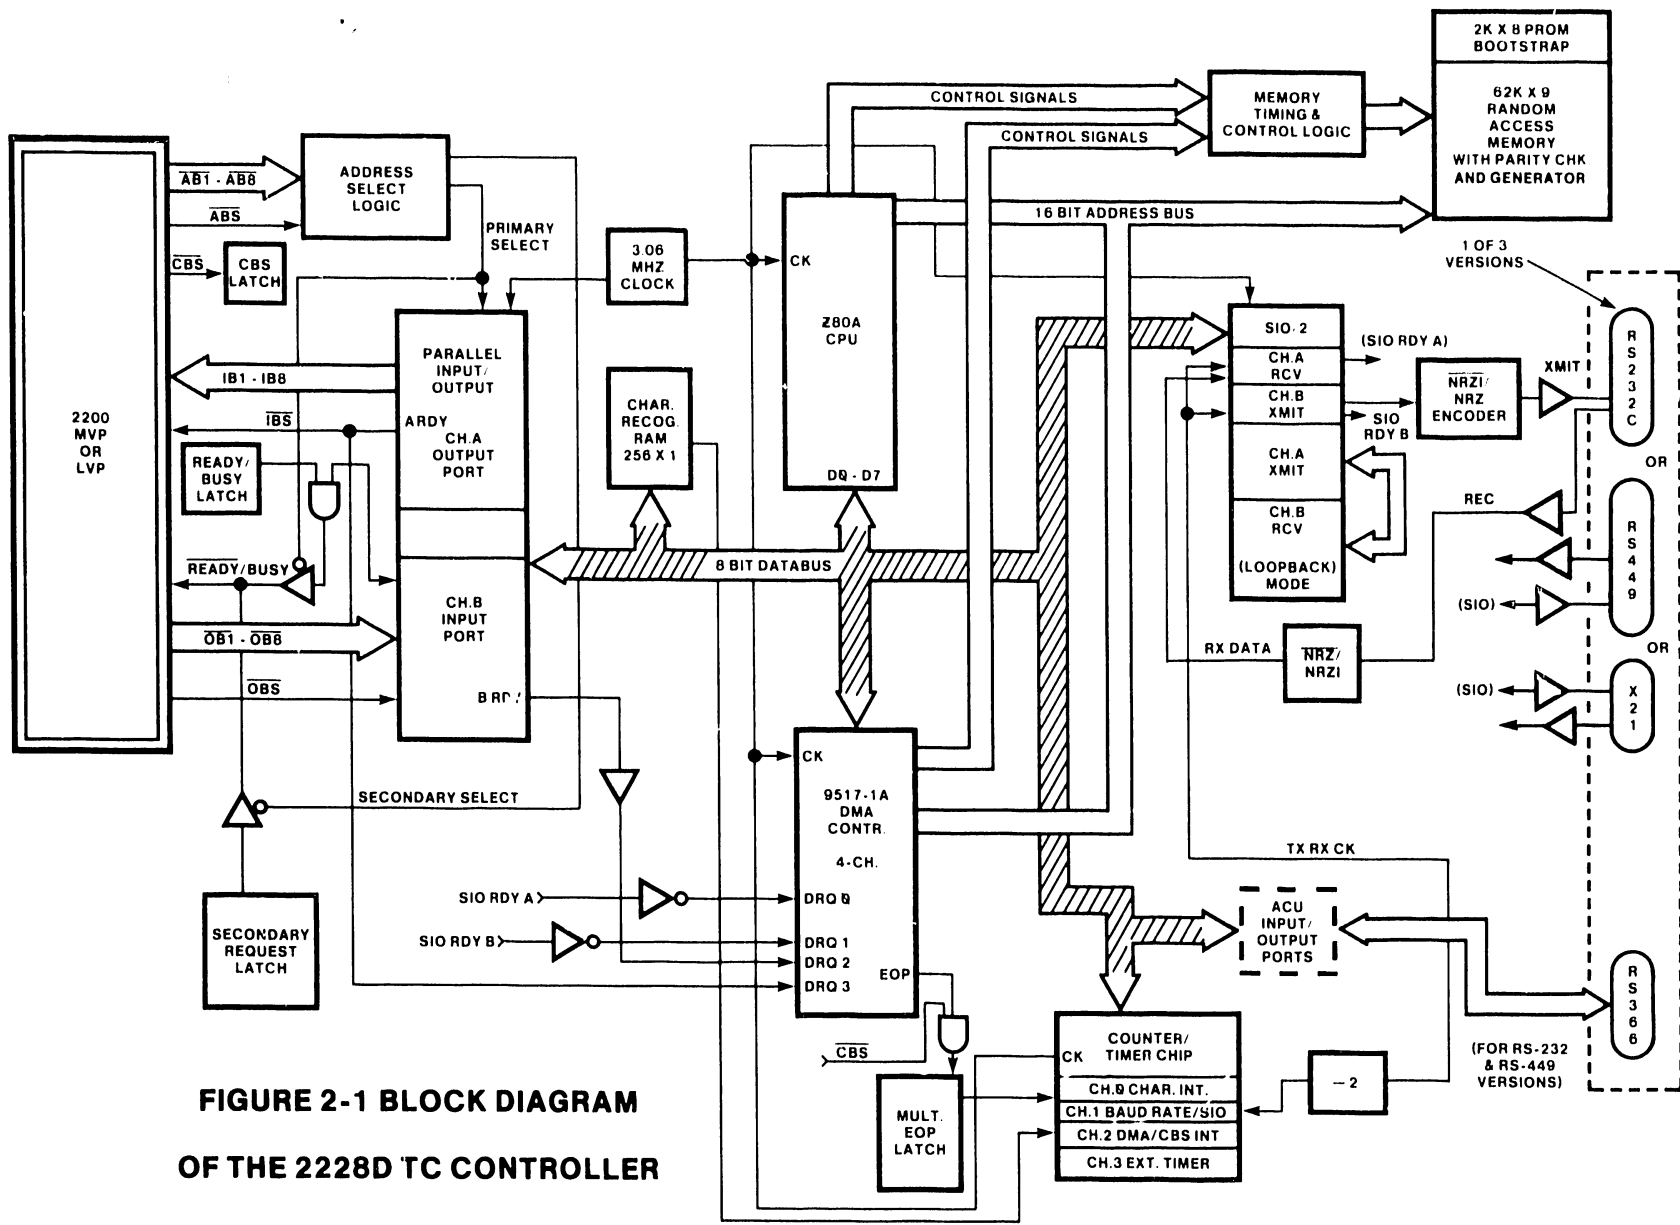 2K X 8 PROM
BOOTSTRAP
62K X 9
RANDOM
ACCESS
MEMORY
WITH PARITY CHK
AND GENERATOR
CONTROL SIGNALS
CONTROL SIGNALS
MEMORY
TIMING &
CONTROL LOGIC
16 BIT ADDRESS BUS
AB1 - AB8
ABS
CBS
ADDRESS
SELECT
LOGIC
CBS
LATCH
PRIMARY
SELECT
3.06
MHZ
CLOCK
CK
Z80A
CPU
D0 - D7
1 OF 3
VERSIONS
2200
MVP
OR
LVP
IB1 - IB8
IBS
READY/
BUSY
LATCH
READY/BUSY
OB1 - OB8
OBS
PARALLEL
INPUT/
OUTPUT
ARDY
CH.A
OUTPUT
PORT
CH.B
INPUT
PORT
B RD
CHAR.
RECOG.
RAM
256 X 1
8 BIT DATABUS
SIO-2
CH.A
RCV
CH.B
XMIT
CH.A
XMIT
CH.B
RCV
(LOOPBACK)
MODE
(SIO RDY A)
SIO
RDY B
NRZI/
NRZ
ENCODER
XMIT
RS232C
OR
REC
RS449
(SIO)
OR
RX DATA
NRZ/
NRZI
(SIO)
X21
SECONDARY SELECT
SECONDARY
REQUEST
LATCH
CK
9517-1A
DMA
CONTR.
4-CH.
DRQ 0
DRQ 1
DRQ 2
DRQ 3
EOP
SIO RDY A
SIO RDY B
CBS
MULT.
EOP
LATCH
TX RX CK
ACU
INPUT/
OUTPUT
PORTS
RS366
(FOR RS-232
& RS-449
VERSIONS)
COUNTER/
TIMER CHIP
CK
CH.0 CHAR. INT.
CH.1 BAUD RATE/SIO
CH.2 DMA/CBS INT
CH.3 EXT. TIMER
–2
FIGURE 2-1 BLOCK DIAGRAM
OF THE 2228D TC CONTROLLER